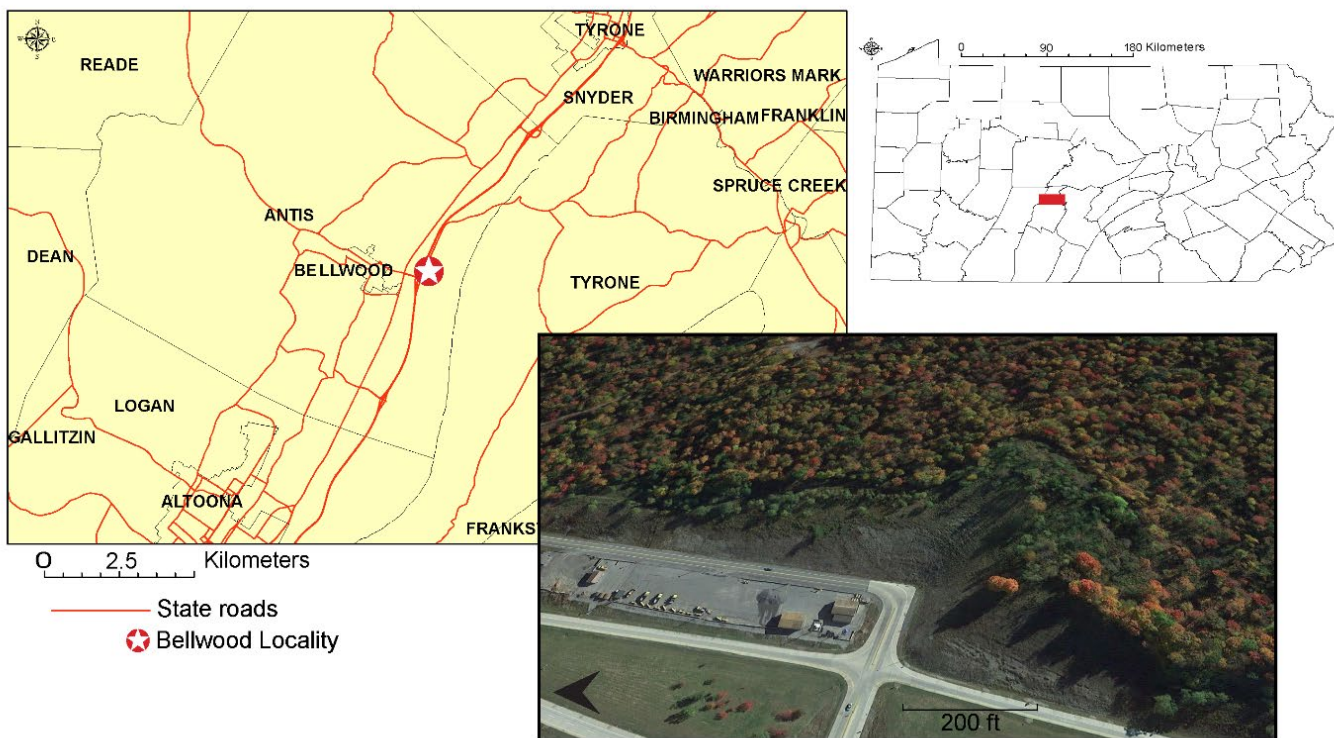 TYRONE
READE
WARRIORS MARK
SNYDER
BIRMINGHAM FRANKLIN
SPRUCE CREEK
ANTIS
DEAN
BELLWOOD
TYRONE
LOGAN
GALLITZIN
ALTOONA
FRANKS
0 2.5 Kilometers
State roads
Bellwood Locality
0 90 180 Kilometers
200 ft